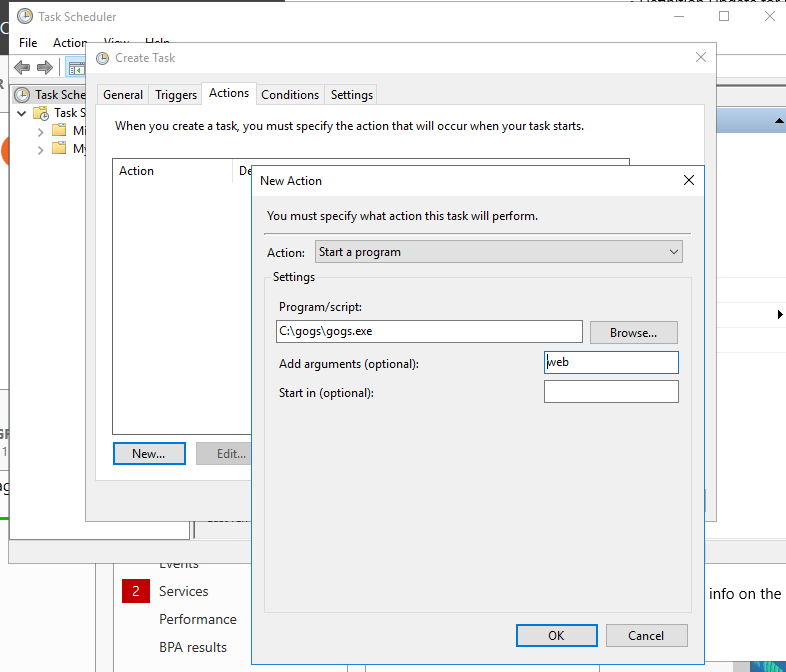 Task Scheduler
File Action View Help
Create Task
Task Sche
Task S
Mi
My
General Triggers Actions Conditions Settings
When you create a task, you must specify the action that will occur when your task starts.
Action De
New Action
You must specify what action this task will perform.
Action: Start a program
Settings
Program/script:
C:\gogs\gogs.exe Browse...
Add arguments (optional): web
Start in (optional):
New... Edit...
OK Cancel
Events
2 Services
Performance
BPA results
info on the